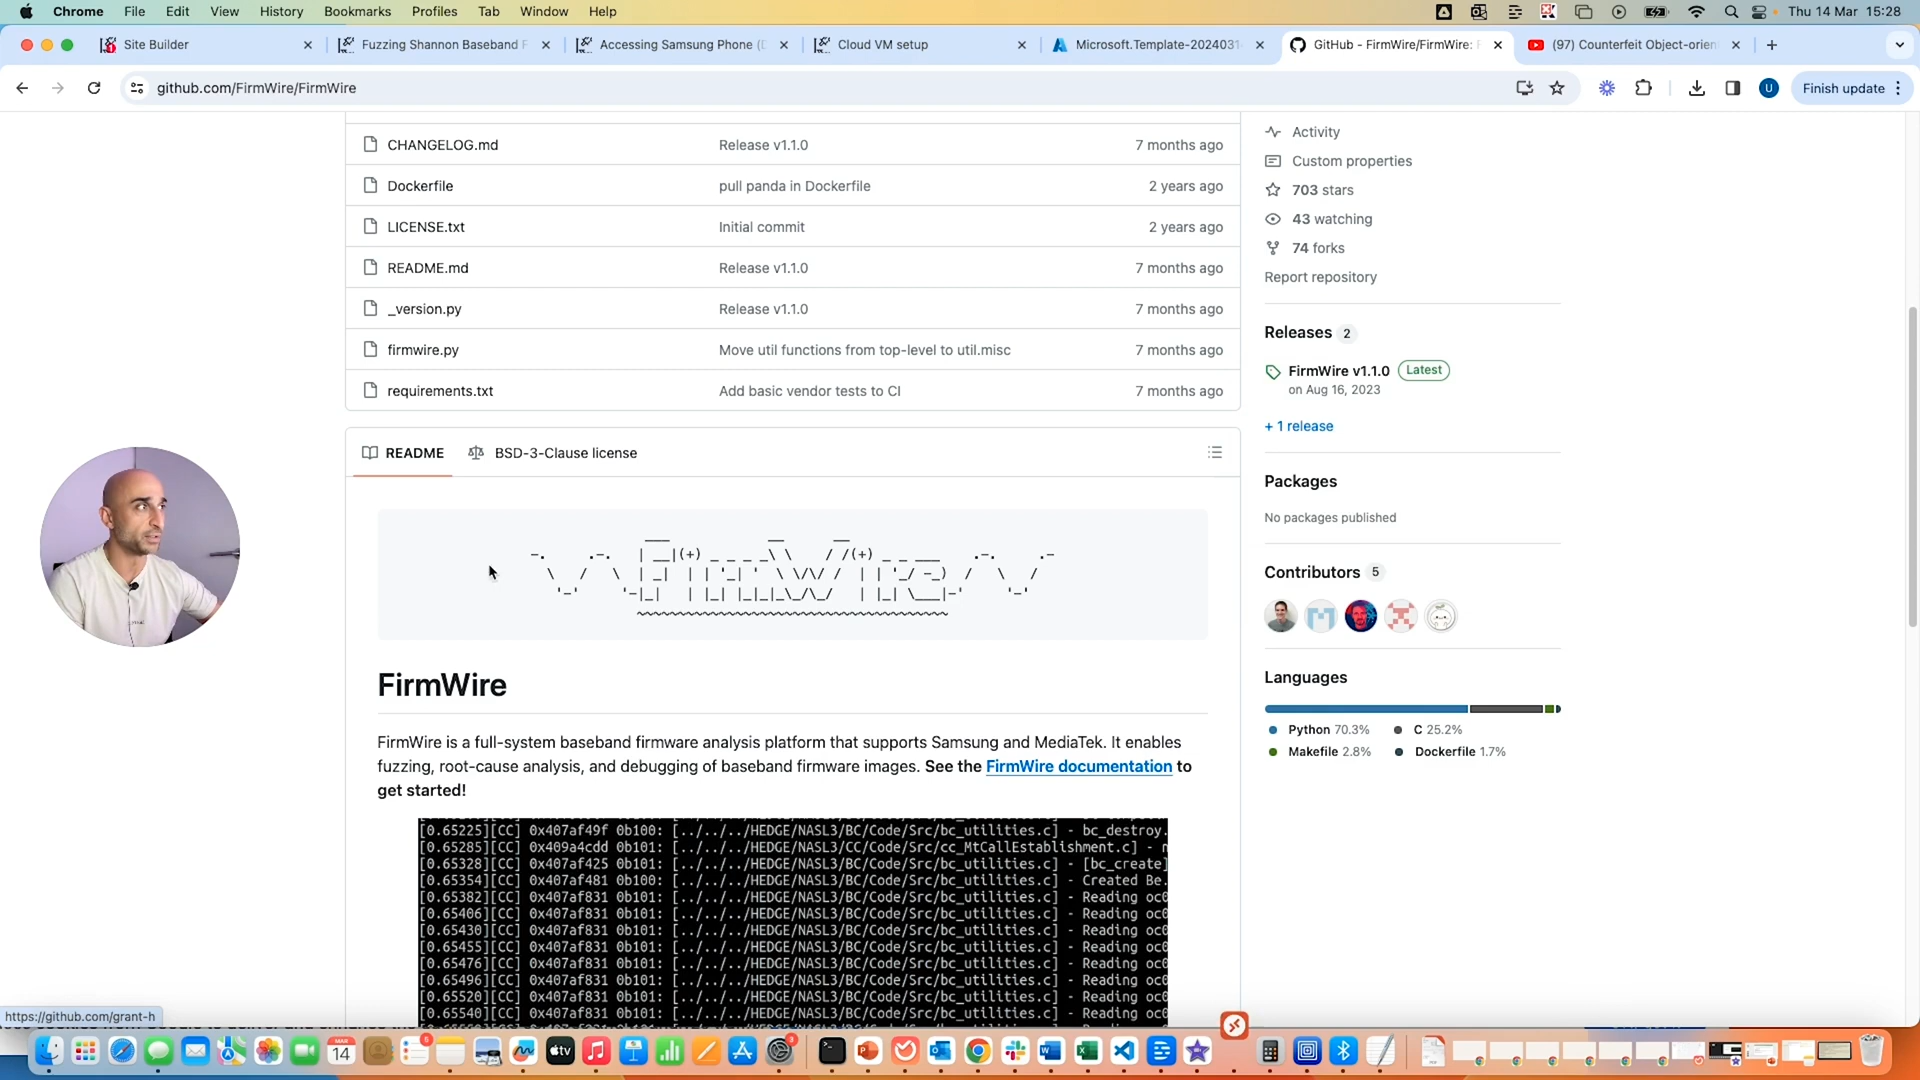 Chrome File Edit View History Bookmarks Profiles Tab Window Help Thu 14 Mar 15:28
Site Builder Fuzzing Shannon Baseband F Accessing Samsung Phone (D Cloud VM setup Microsoft.Template-2024031 GitHub - FirmWire/FirmWire: F (97) Counterfeit Object-orien
github.com/FirmWire/FirmWire U Finish update
CHANGELOG.md Release v1.1.0 7 months ago
Dockerfile pull panda in Dockerfile 2 years ago
LICENSE.txt Initial commit 2 years ago
README.md Release v1.1.0 7 months ago
_version.py Release v1.1.0 7 months ago
firmwire.py Move util functions from top-level to util.misc 7 months ago
requirements.txt Add basic vendor tests to CI 7 months ago
README BSD-3-Clause license
FirmWire
FirmWire is a full-system baseband firmware analysis platform that supports Samsung and MediaTek. It enables
fuzzing, root-cause analysis, and debugging of baseband firmware images. See the FirmWire documentation to
get started!
[0.65225][CC] 0x407af49f 0b100: [../../../HEDGE/NASL3/BC/Code/Src/bc_utilities.c] - bc_destroy.
[0.65285][CC] 0x409a4cdd 0b101: [../../../HEDGE/NASL3/CC/Code/Src/cc_MtCallEstablishment.c] -
[0.65328][CC] 0x407af425 0b101: [../../../HEDGE/NASL3/BC/Code/Src/bc_utilities.c] - [bc_create]
[0.65354][CC] 0x407af481 0b100: [../../../HEDGE/NASL3/BC/Code/Src/bc_utilities.c] - Created Be.
[0.65382][CC] 0x407af831 0b101: [../../../HEDGE/NASL3/BC/Code/Src/bc_utilities.c] - Reading oc0
[0.65406][CC] 0x407af831 0b101: [../../../HEDGE/NASL3/BC/Code/Src/bc_utilities.c] - Reading oc0
[0.65430][CC] 0x407af831 0b101: [../../../HEDGE/NASL3/BC/Code/Src/bc_utilities.c] - Reading oc0
[0.65455][CC] 0x407af831 0b101: [../../../HEDGE/NASL3/BC/Code/Src/bc_utilities.c] - Reading oc0
[0.65476][CC] 0x407af831 0b101: [../../../HEDGE/NASL3/BC/Code/Src/bc_utilities.c] - Reading oc0
[0.65496][CC] 0x407af831 0b101: [../../../HEDGE/NASL3/BC/Code/Src/bc_utilities.c] - Reading oc0
[0.65520][CC] 0x407af831 0b101: [../../../HEDGE/NASL3/BC/Code/Src/bc_utilities.c] - Reading oc0
[0.65540][CC] 0x407af831 0b101: [../../../HEDGE/NASL3/BC/Code/Src/bc_utilities.c] - Reading oc0
Activity
Custom properties
703 stars
43 watching
74 forks
Report repository
Releases 2
FirmWire v1.1.0 Latest
on Aug 16, 2023
+ 1 release
Packages
No packages published
Contributors 5
Languages
Python 70.3% C 25.2%
Makefile 2.8% Dockerfile 1.7%
https://github.com/grant-h
MAR
14
tv